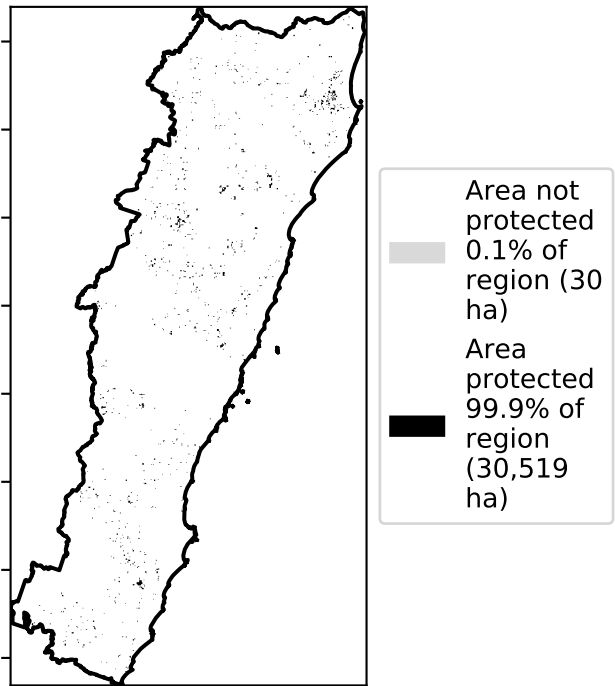 Area not
protected
0.1% of
region (30
ha)
Area
protected
99.9% of
region
(30,519
ha)